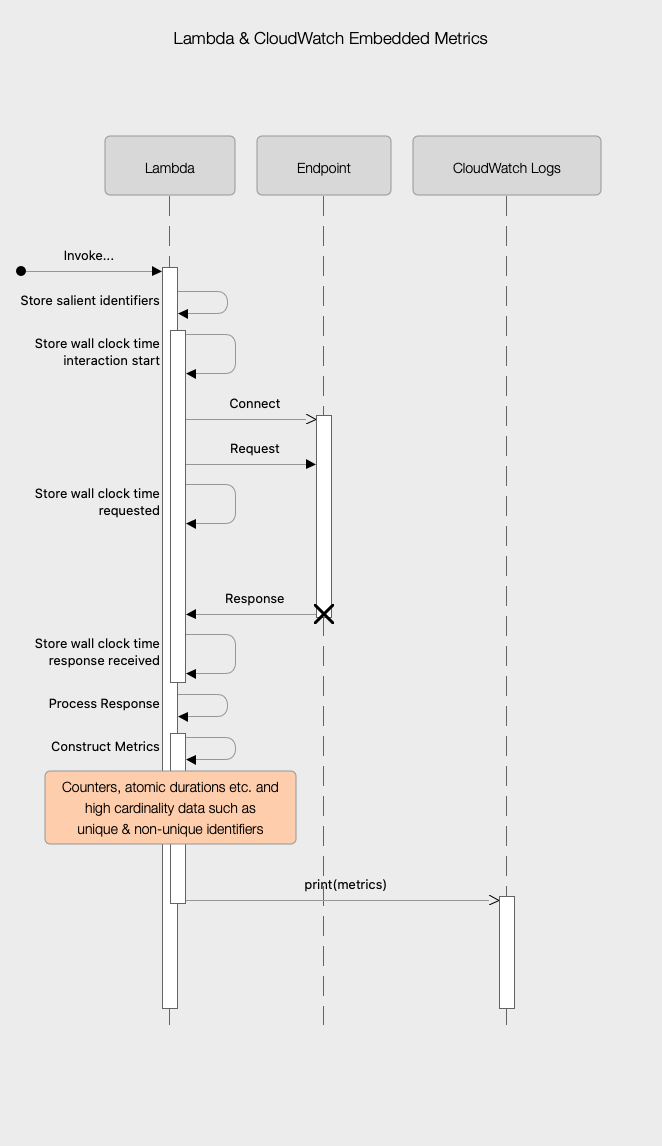 Lambda & CloudWatch Embedded Metrics
Lambda
Endpoint
CloudWatch Logs
Invoke...
Store salient identifiers
Store wall clock time
interaction start
Connect
Request
Store wall clock time
requested
Response
Store wall clock time
response received
Process Response
Construct Metrics
Counters, atomic durations etc. and
high cardinality data such as
unique & non-unique identifiers
print(metrics)